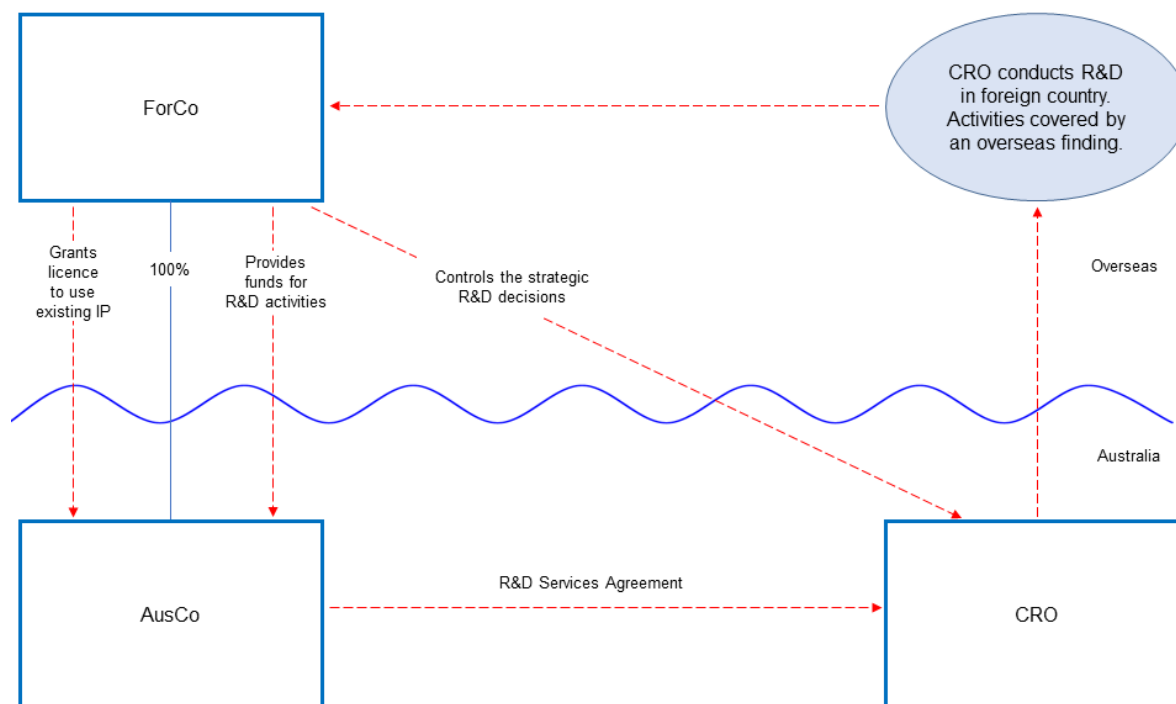 ForCo
CRO conducts R&D
in foreign country.
Activities covered by
an overseas finding.
Grants
licence
to use
existing IP
100%
Provides
funds for
R&D activities
Controls the strategic
R&D decisions
Overseas
Australia
AusCo
R&D Services Agreement
CRO